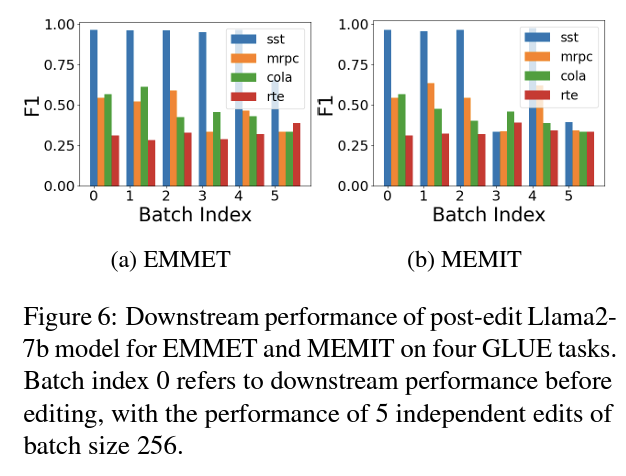 1.00
0.75
0.50
0.25
0.00
F1
sst
mrpc
cola
rte
0 1 2 3 4 5
Batch Index
(a) EMMET
1.00
0.75
0.50
0.25
0.00
F1
sst
mrpc
cola
rte
0 1 2 3 4 5
Batch Index
(b) MEMIT
Figure 6: Downstream performance of post-edit Llama2-
7b model for EMMET and MEMIT on four GLUE tasks.
Batch index 0 refers to downstream performance before
editing, with the performance of 5 independent edits of
batch size 256.